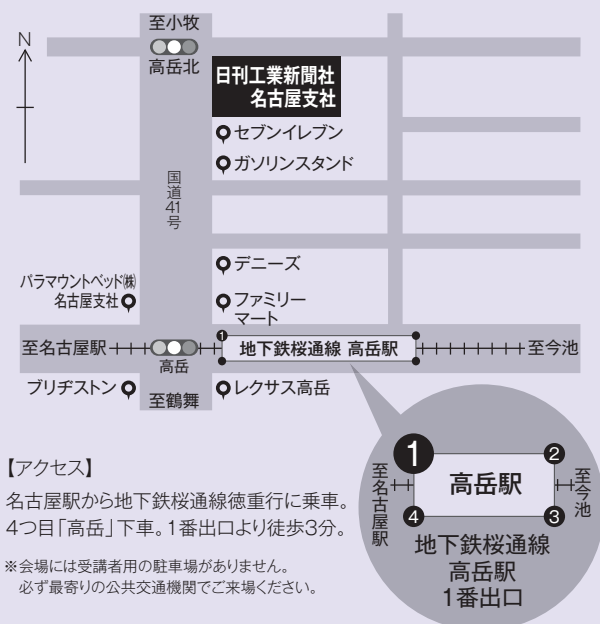 至小牧
N
高岳北
日刊工業新聞社
名古屋支社
セブンイレブン
ガソリンスタンド
国道41号
デニーズ
パラマウントベッド㈱
名古屋支社
ファミリー
マート
至名古屋駅
高岳
1
地下鉄桜通線 高岳駅
至今池
ブリヂストン
至鶴舞
レクサス高岳
1
2
至名古屋駅
高岳駅
至今池
4
3
地下鉄桜通線
高岳駅
1番出口
【アクセス】
名古屋駅から地下鉄桜通線徳重行に乗車。
4つ目「高岳」下車。1番出口より徒歩3分。
※会場には受講者用の駐車場がありません。
必ず最寄りの公共交通機関でご来場ください。